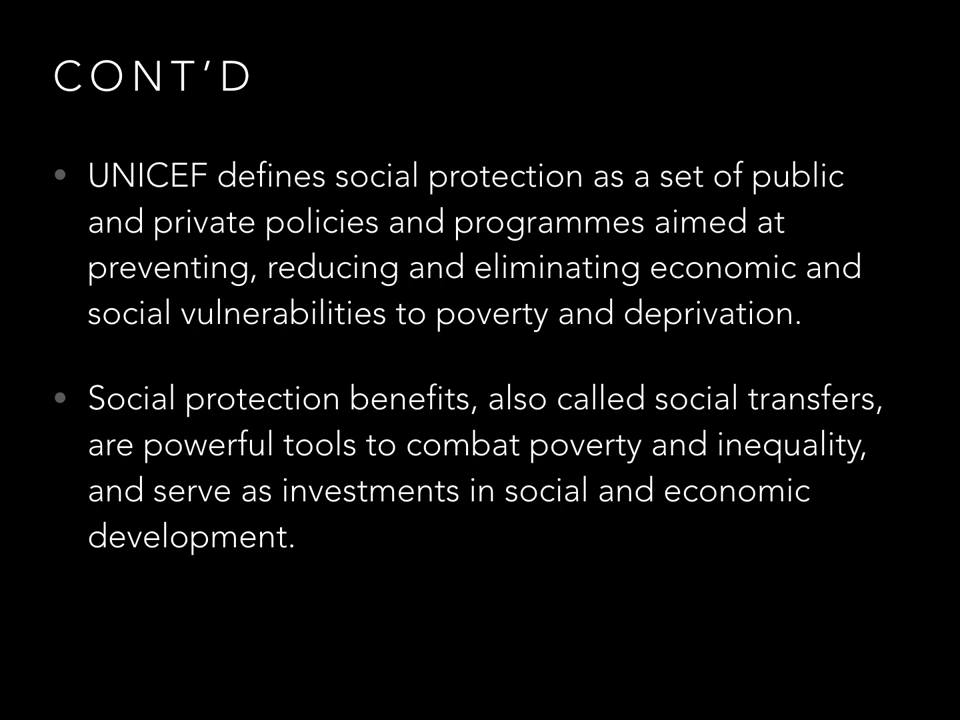 CONT’D
• UNICEF defines social protection as a set of public
and private policies and programmes aimed at
preventing, reducing and eliminating economic and
social vulnerabilities to poverty and deprivation.
• Social protection benefits, also called social transfers,
are powerful tools to combat poverty and inequality,
and serve as investments in social and economic
development.